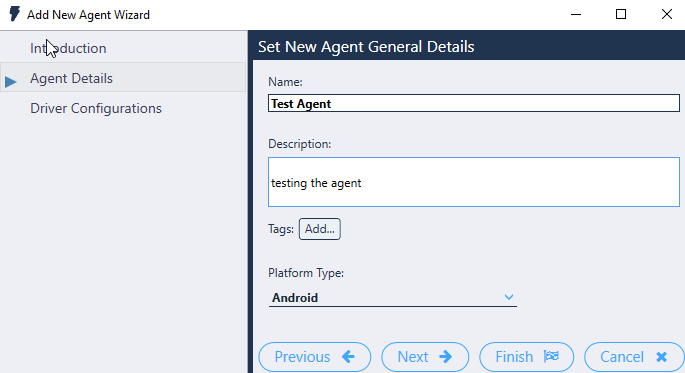 Add New Agent Wizard
Introduction
Agent Details
Driver Configurations
Set New Agent General Details
Name:
Test Agent
Description:
testing the agent
Tags: Add...
Platform Type:
Android
Previous Next Finish Cancel